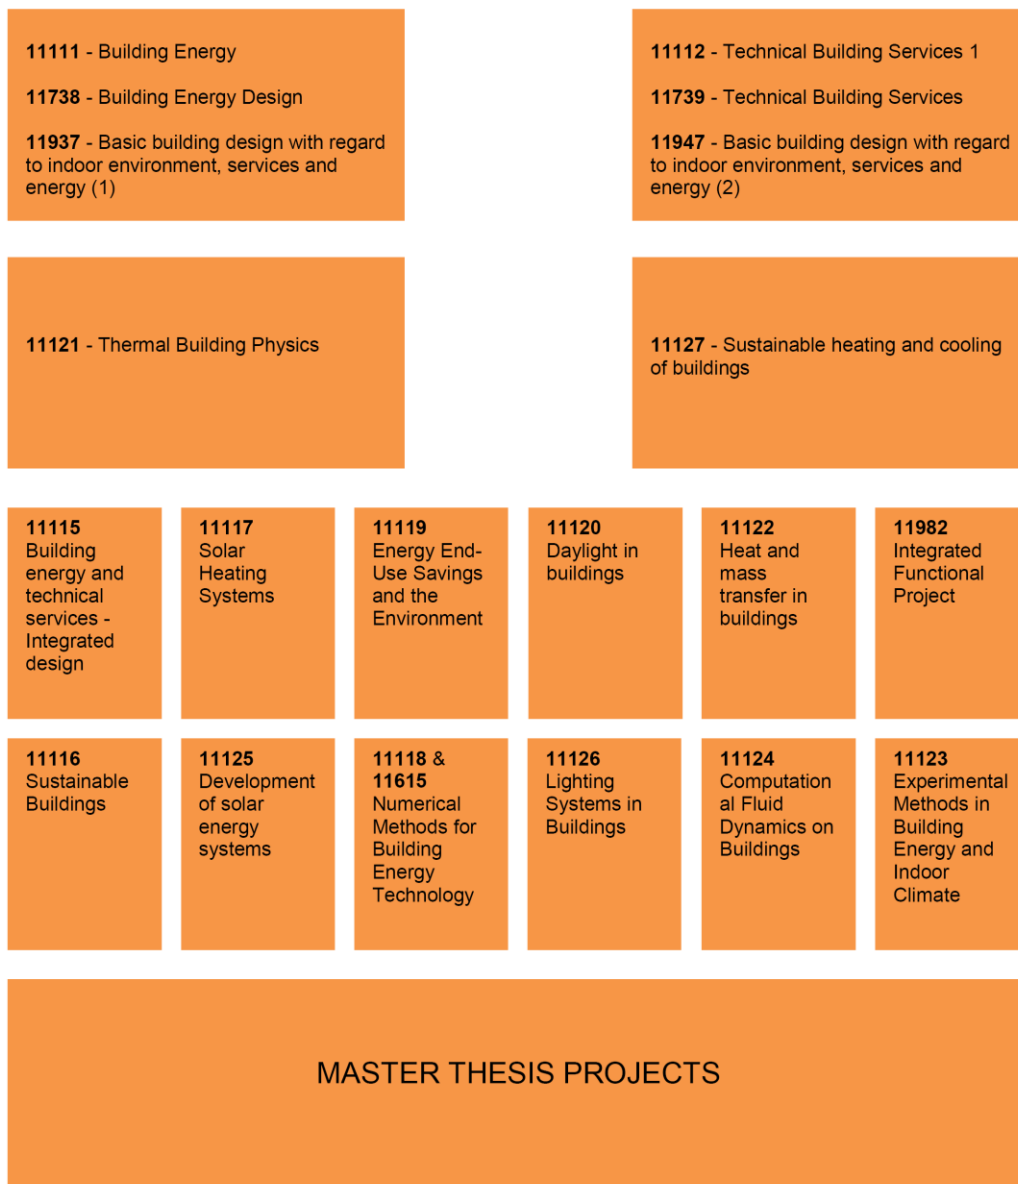 11111 - Building Energy
11738 - Building Energy Design
11937 - Basic building design with regard
to indoor environment, services and
energy (1)
11112 - Technical Building Services 1
11739 - Technical Building Services
11947 - Basic building design with regard
to indoor environment, services and
energy (2)
11121 - Thermal Building Physics
11127 - Sustainable heating and cooling
of buildings
11115
Building
energy and
technical
services -
Integrated
design
11117
Solar
Heating
Systems
11119
Energy End-
Use Savings
and the
Environment
11120
Daylight in
buildings
11122
Heat and
mass
transfer in
buildings
11982
Integrated
Functional
Project
11116
Sustainable
Buildings
11125
Development
of solar
energy
systems
11118 &
11615
Numerical
Methods for
Building
Energy
Technology
11126
Lighting
Systems in
Buildings
11124
Computation
al Fluid
Dynamics on
Buildings
11123
Experimental
Methods in
Building
Energy and
Indoor
Climate
MASTER THESIS PROJECTS